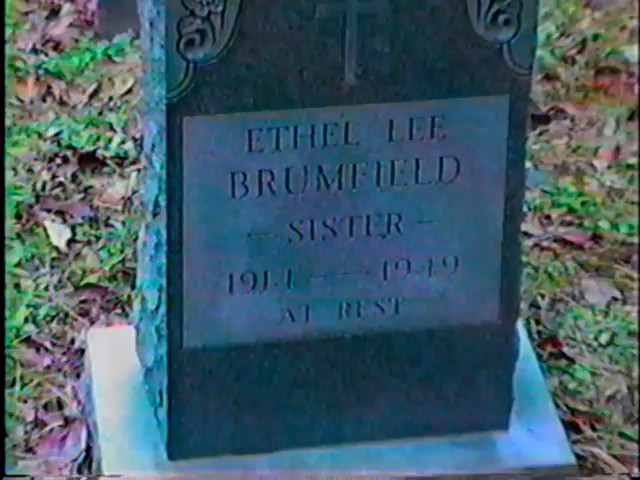 ETHEL LEE
BRUMFIELD
— SISTER —
1914 — 1949
AT REST